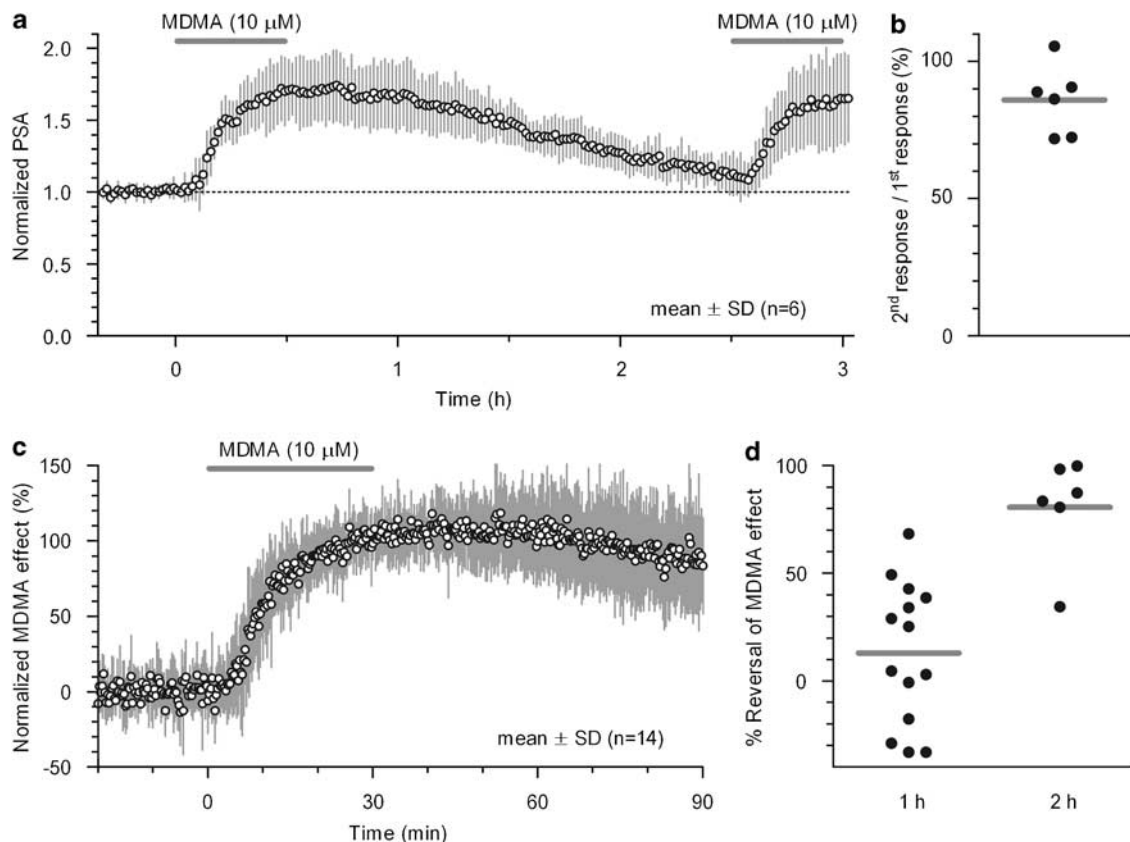 a
MDMA (10 μM)
MDMA (10 μM)
Normalized PSA
2.0
1.5
1.0
0.5
0.0
mean ± SD (n=6)
0
1
2
3
Time (h)
b
2nd response / 1st response (%)
100
50
0
c
MDMA (10 μM)
Normalized MDMA effect (%)
150
100
50
0
-50
mean ± SD (n=14)
0
30
60
90
Time (min)
d
% Reversal of MDMA effect
100
50
0
1 h
2 h